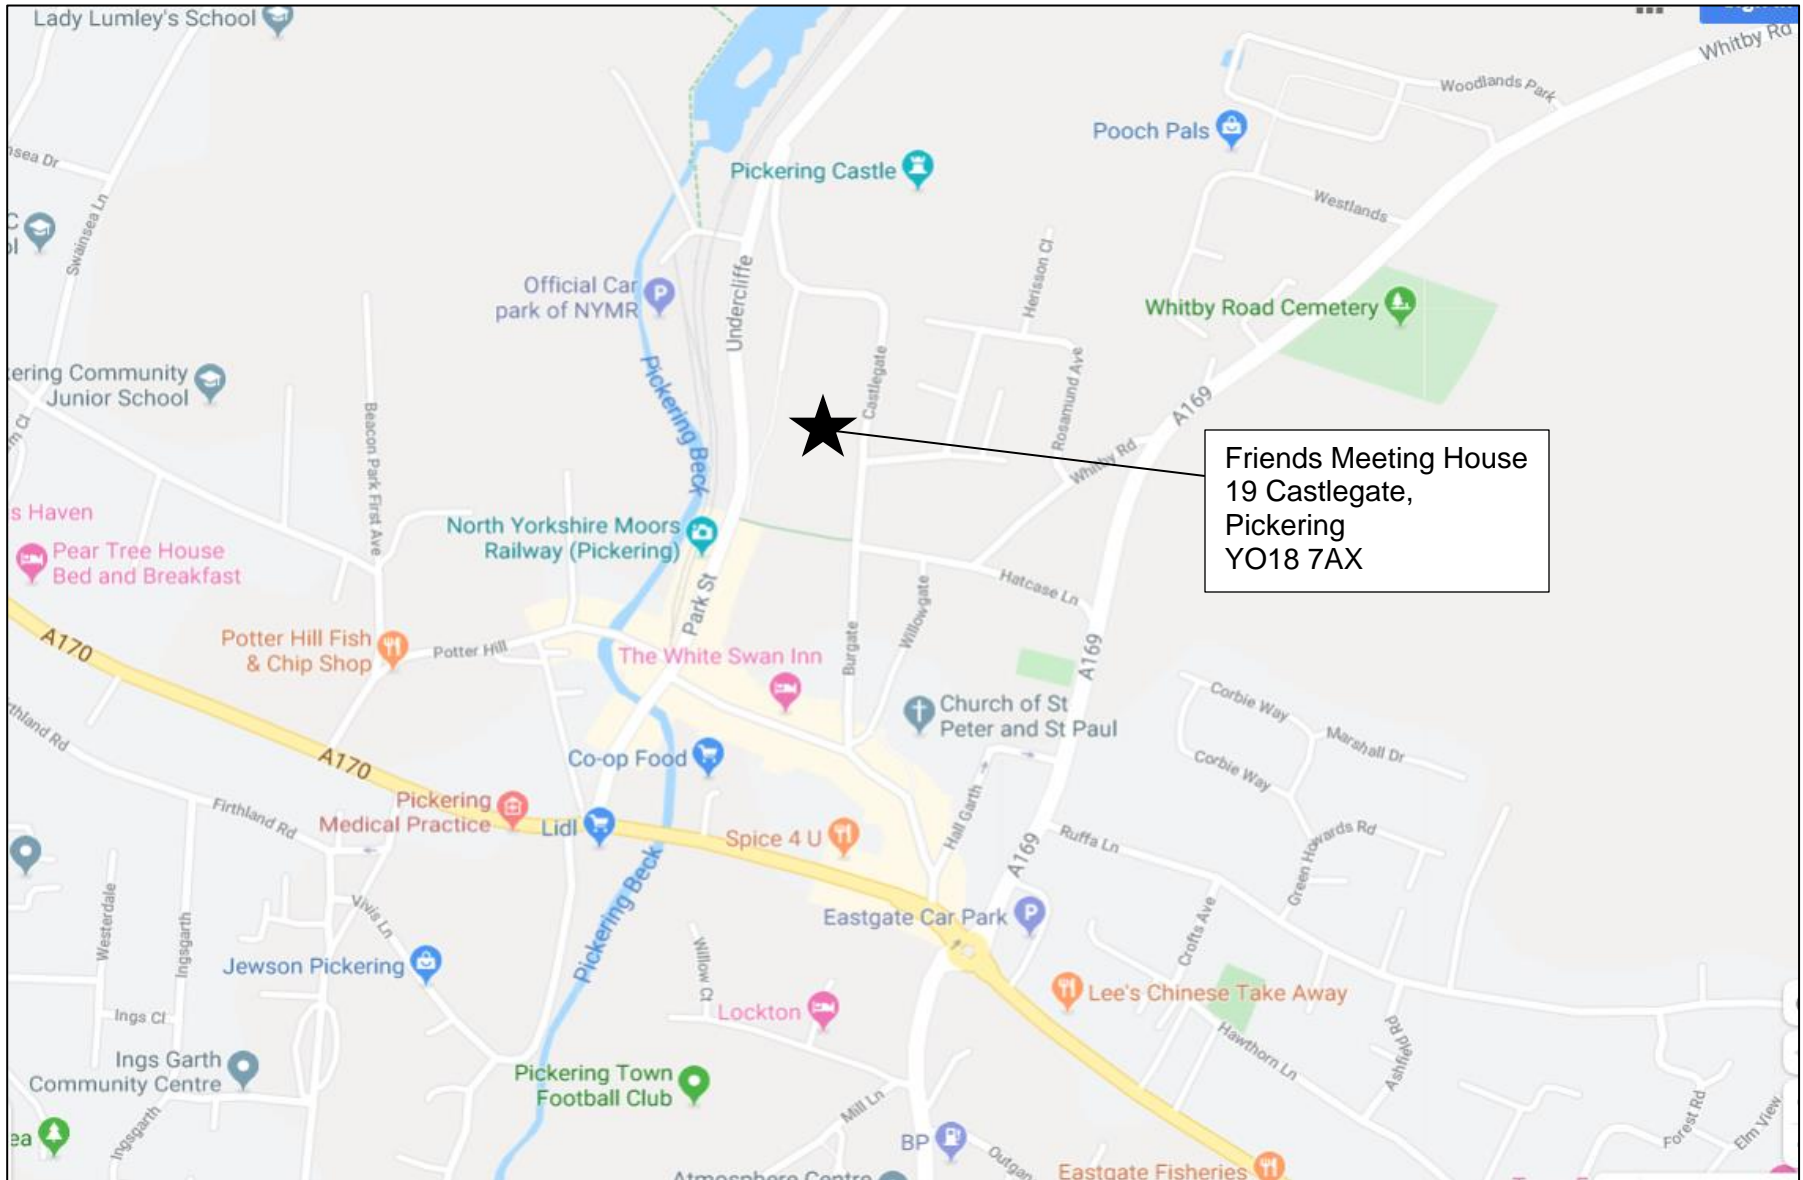 Lady Lumley's School
Whitby Rd
Woodlands Park
Pooch Pals
Pickering Castle
Westlands
Swainsea Ln
Herisson Cl
Official Car
park of NYMR
Undercliffe
Whitby Road Cemetery
Pickering Beck
Castlegate
Rosamund Ave
A169
Junior School
Community
Beacon Park First Ave
Whitby Rd
Friends Meeting House
19 Castlegate,
Pickering
YO18 7AX
s Haven
Pear Tree House
Bed and Breakfast
North Yorkshire Moors
Railway (Pickering)
Park St
Hatcase Ln
Willowgate
Burgate
A170
Potter Hill Fish
& Chip Shop
Potter Hill
The White Swan Inn
A169
Church of St
Peter and St Paul
Corbie Way
Marshall Dr
Corbie Way
A170
Co-op Food
Pickering
Medical Practice
Lidl
Firthland Rd
Spice 4 U
Hall Garth
A169
Ruffa Ln
Green Howards Rd
Westerdale
Ingsgarth
Vivis Ln
Pickering Beck
Eastgate Car Park
Crofts Ave
Jewson Pickering
Willow Ct
Lockton
Lee's Chinese Take Away
Ings Cl
Hawthorn Ln
Ashfield Rd
Ings Garth
Community Centre
Pickering Town
Football Club
Mill Ln
Ingsgarth
BP
Forest Rd
Elm View
Atmosphere Centre
Eastgate Fisheries